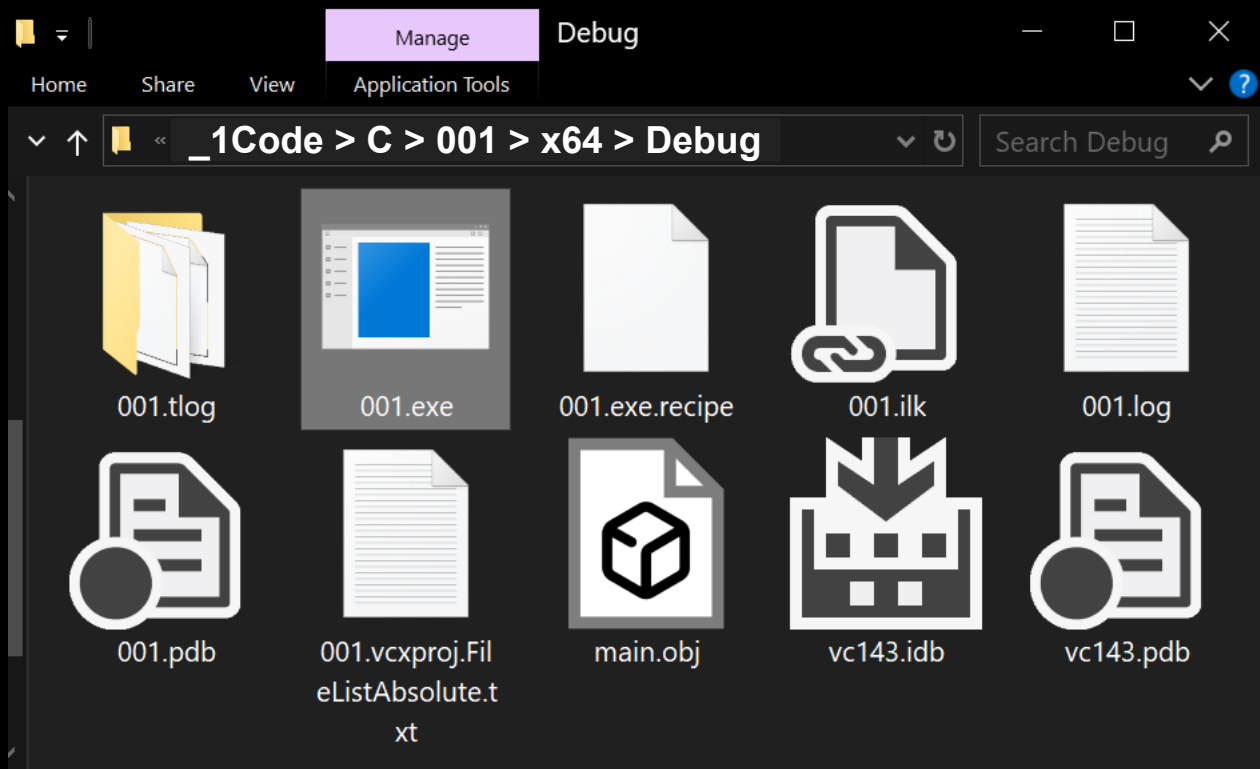 Manage
Debug
Home
Share
View
Application Tools
?
« _1Code > C > 001 > x64 > Debug
Search Debug
001.tlog
001.exe
001.exe.recipe
001.ilk
001.log
001.pdb
001.vcxproj.Fil
eListAbsolute.t
xt
main.obj
vc143.idb
vc143.pdb